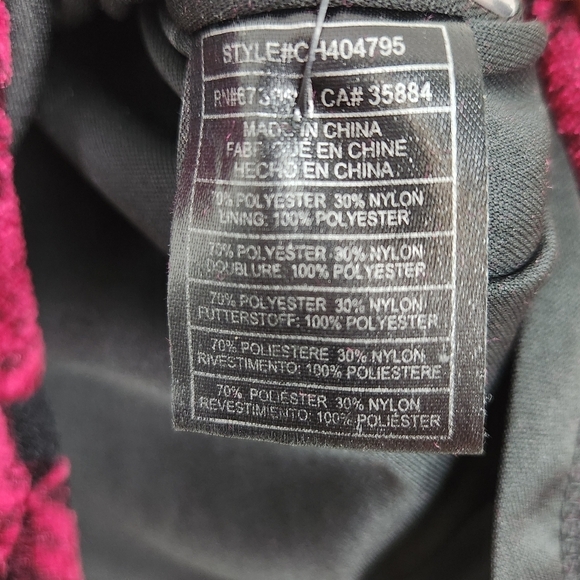 STYLE#CH404795
CA# 35884
MADE IN CHINA
FABRIQUE EN CHINE
HECHO EN CHINA
70% POLYESTER 30% NYLON
LINING: 100% POLYESTER
70% POLYESTER 30% NYLON
DOUBLURE: 100% POLYESTER
70% POLYESTER 30% NYLON
FUTTERSTOFF: 100% POLYESTER
70% POLIESTERE 30% NYLON
RIVESTIMENTO: 100% POLIESTERE
70% POLIESTER 30% NYLON
REVESTIMIENTO: 100% POLIÉSTER